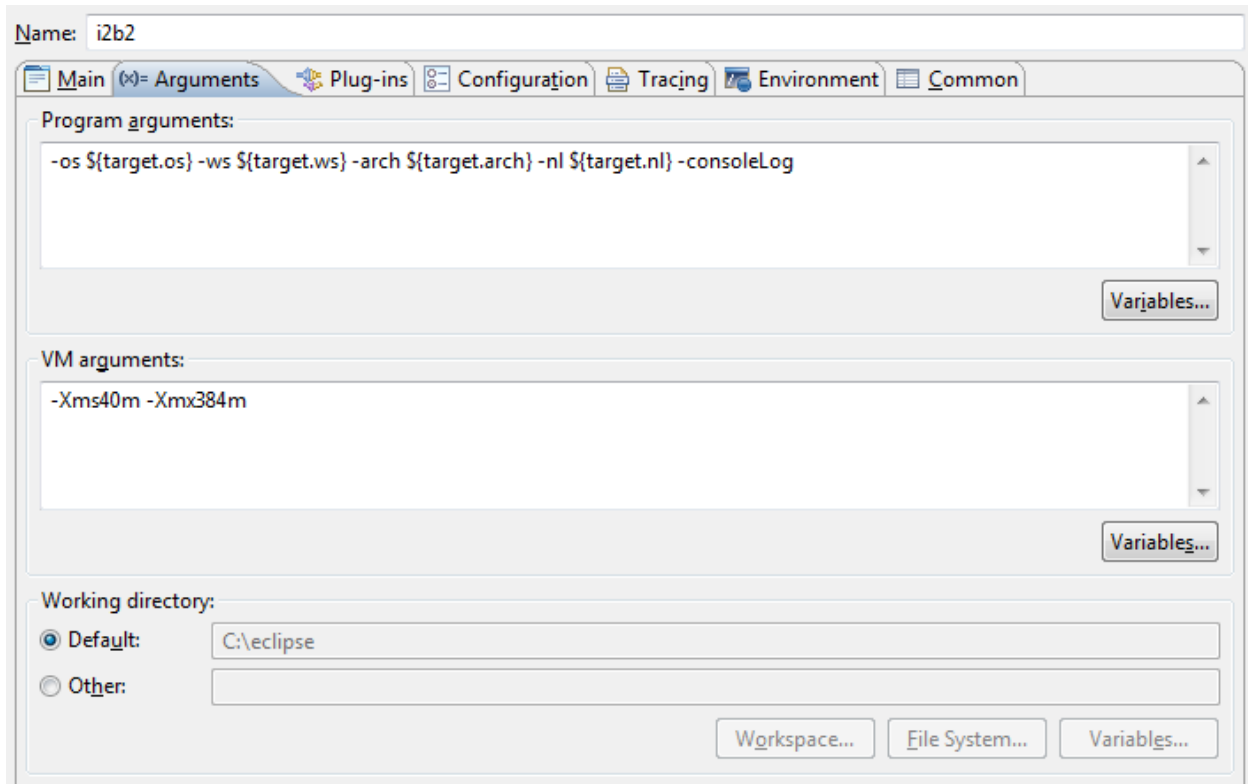 Name: i2b2
Main (x)= Arguments Plug-ins Configuration Tracing Environment Common
Program arguments:
-os ${target.os} -ws ${target.ws} -arch ${target.arch} -nl ${target.nl} -consoleLog
Variables...
VM arguments:
-Xms40m -Xmx384m
Variables...
Working directory:
Default: C:\eclipse
Other:
Workspace... File System... Variables...